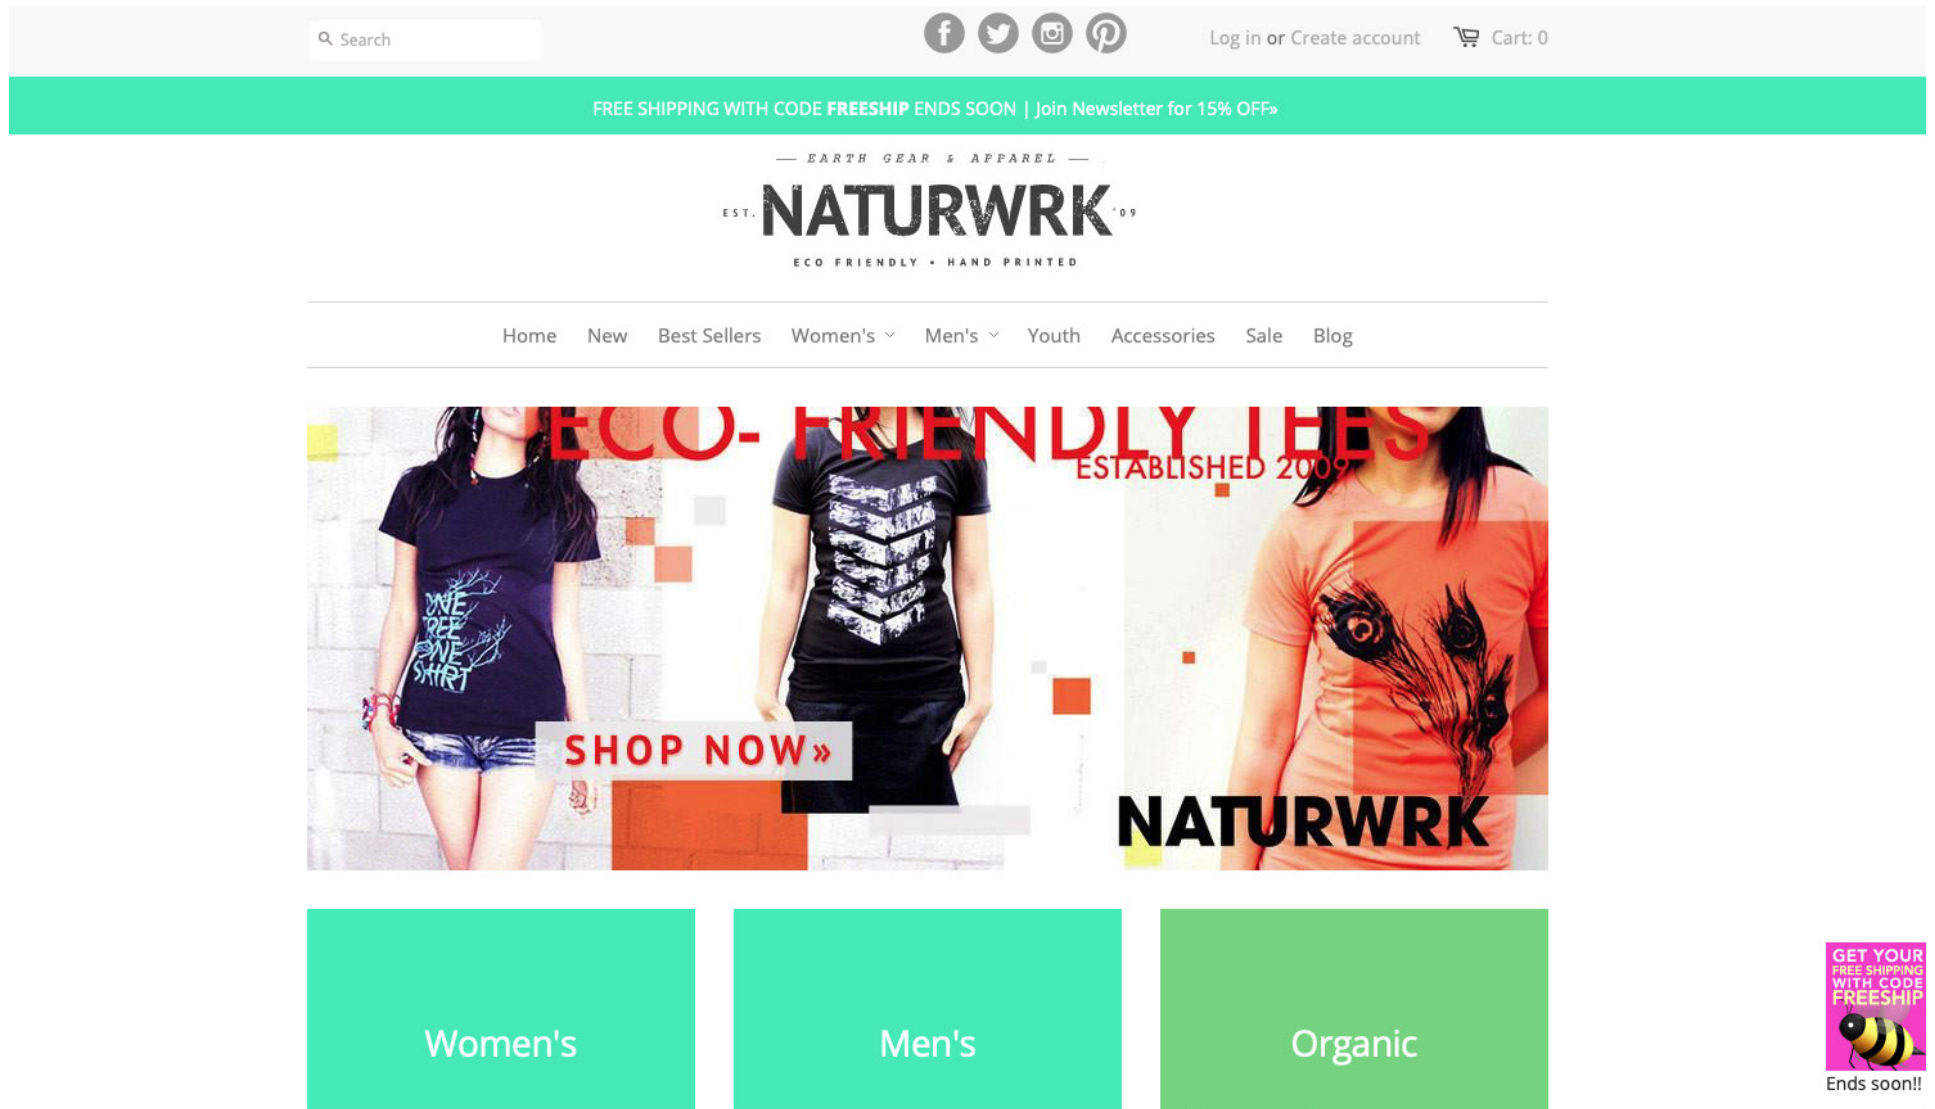 Search
Log in or Create account
Cart: 0
FREE SHIPPING WITH CODE FREESHIP ENDS SOON | Join Newsletter for 15% OFF»
— EARTH GEAR & APPAREL —
EST. NATURWRK '09
ECO FRIENDLY • HAND PRINTED
Home New Best Sellers Women's Men's Youth Accessories Sale Blog
ECO- FRIENDLY TEES
ESTABLISHED 2009
ONE
TREE
ONE
SHIRT
SHOP NOW»
NATURWRK
Women's
Men's
Organic
GET YOUR
FREE SHIPPING
WITH CODE
FREESHIP
Ends soon!!